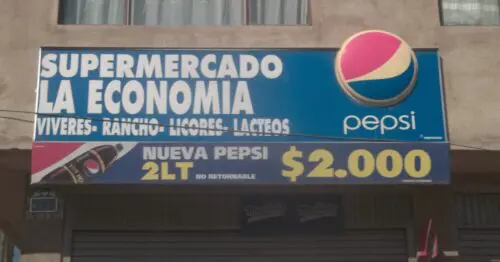 SUPERMERCADO
LA ECONOMIA
VIVERES- RANCHO- LICORES- LACTEOS
pepsi
NUEVA PEPSI
2LT NO RETORNABLE
$2.000